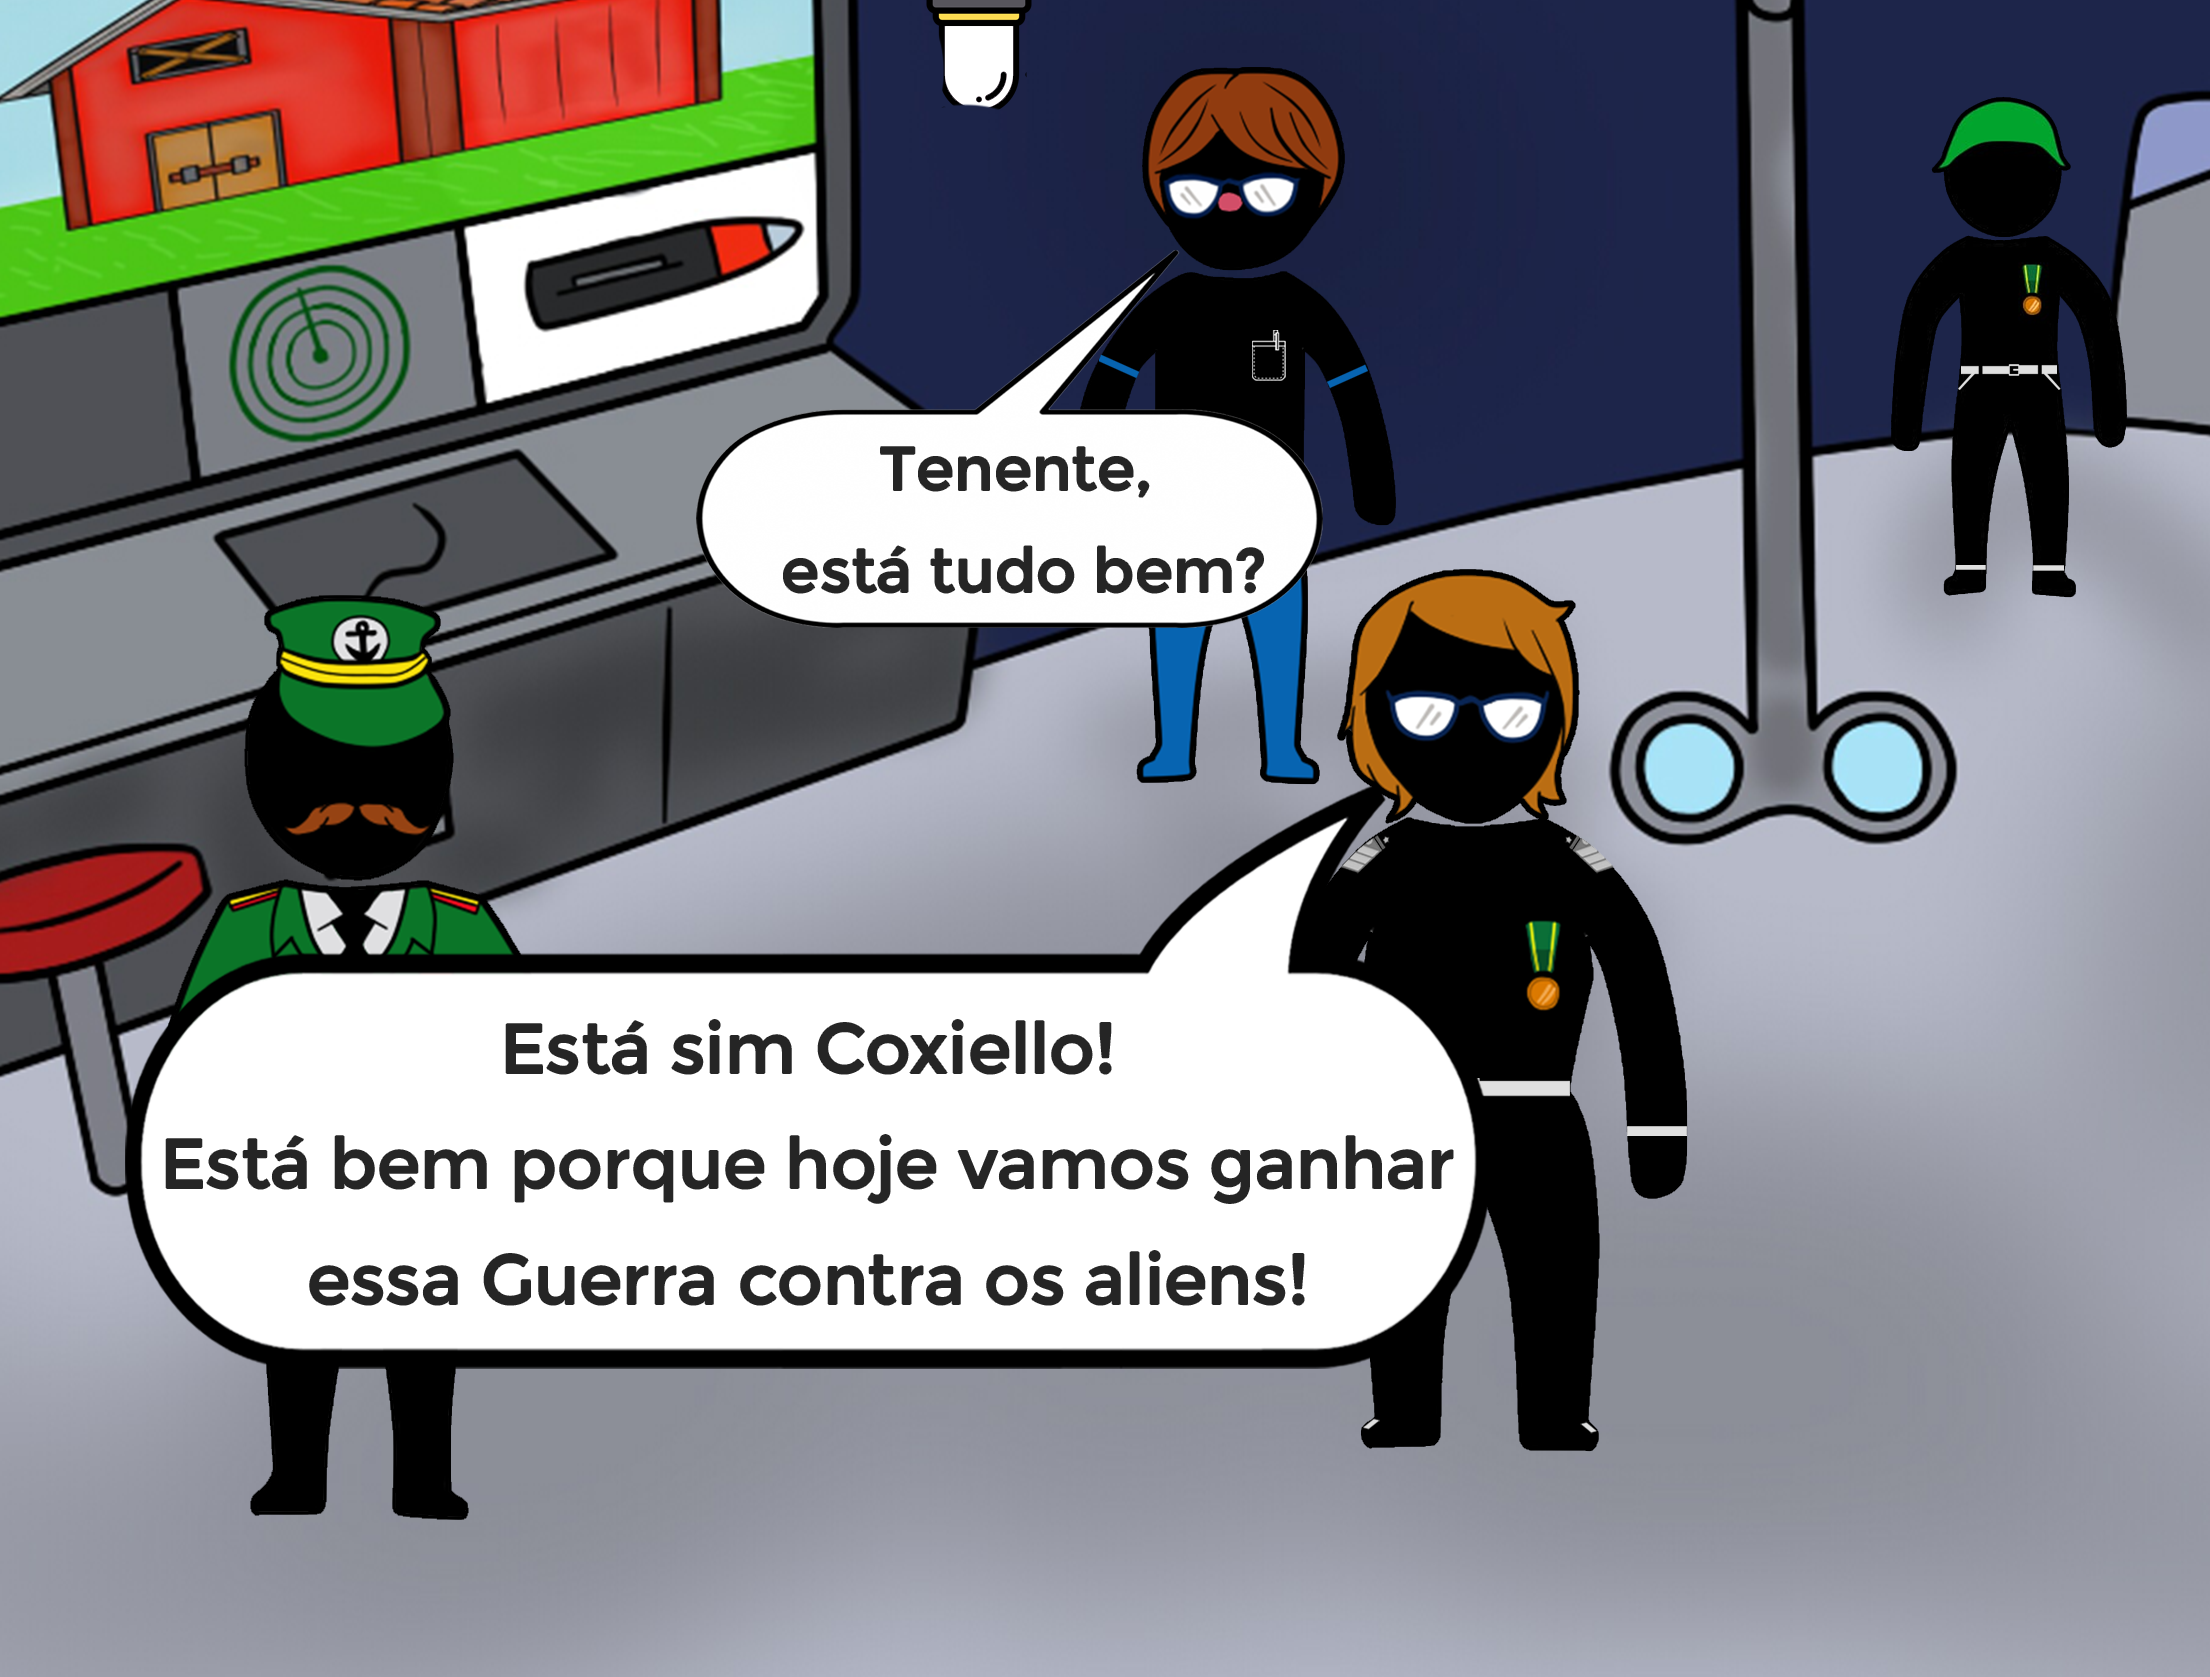 Tenente,
está tudo bem?
Está sim Coxiello!
Está bem porque hoje vamos ganhar
essa Guerra contra os aliens!